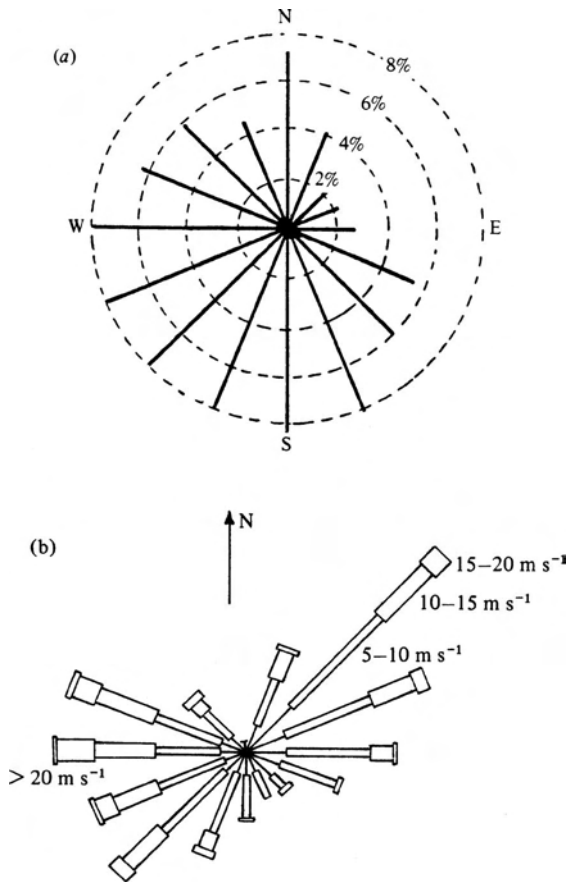 N
(a)
8%
6%
4%
2%
W
E
S
N
(b)
15–20 m s⁻¹
10–15 m s⁻¹
5–10 m s⁻¹
> 20 m s⁻¹